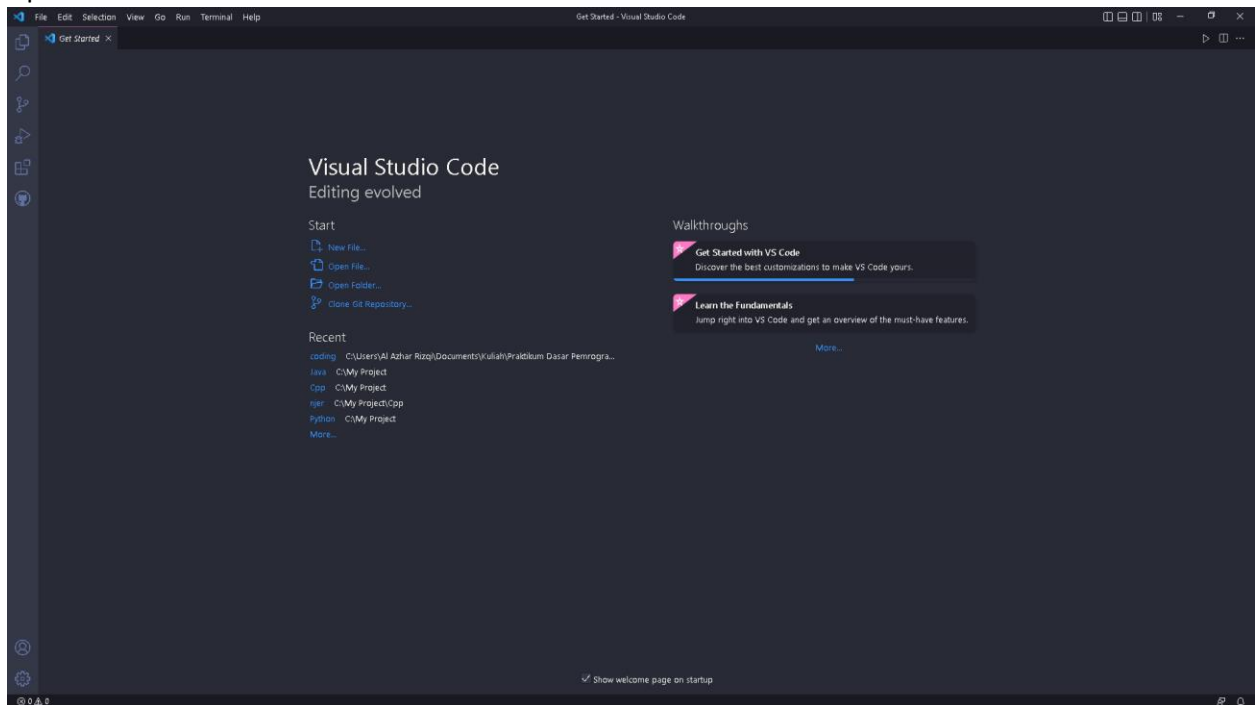 File Edit Selection View Go Run Terminal Help
Get Started - Visual Studio Code
Get Started
Visual Studio Code
Editing evolved
Start
New File...
Open File...
Open Folder...
Clone Git Repository...
Recent
coding C:\Users\Al Azhar Rizqi\Documents\Kuliah\Praktikum Dasar Pemrogra...
Java C:\My Project
Cpp C:\My Project
njer C:\My Project\Cpp
Python C:\My Project
More...
Walkthroughs
Get Started with VS Code
Discover the best customizations to make VS Code yours.
Learn the Fundamentals
Jump right into VS Code and get an overview of the must-have features.
More...
Show welcome page on startup
0 0